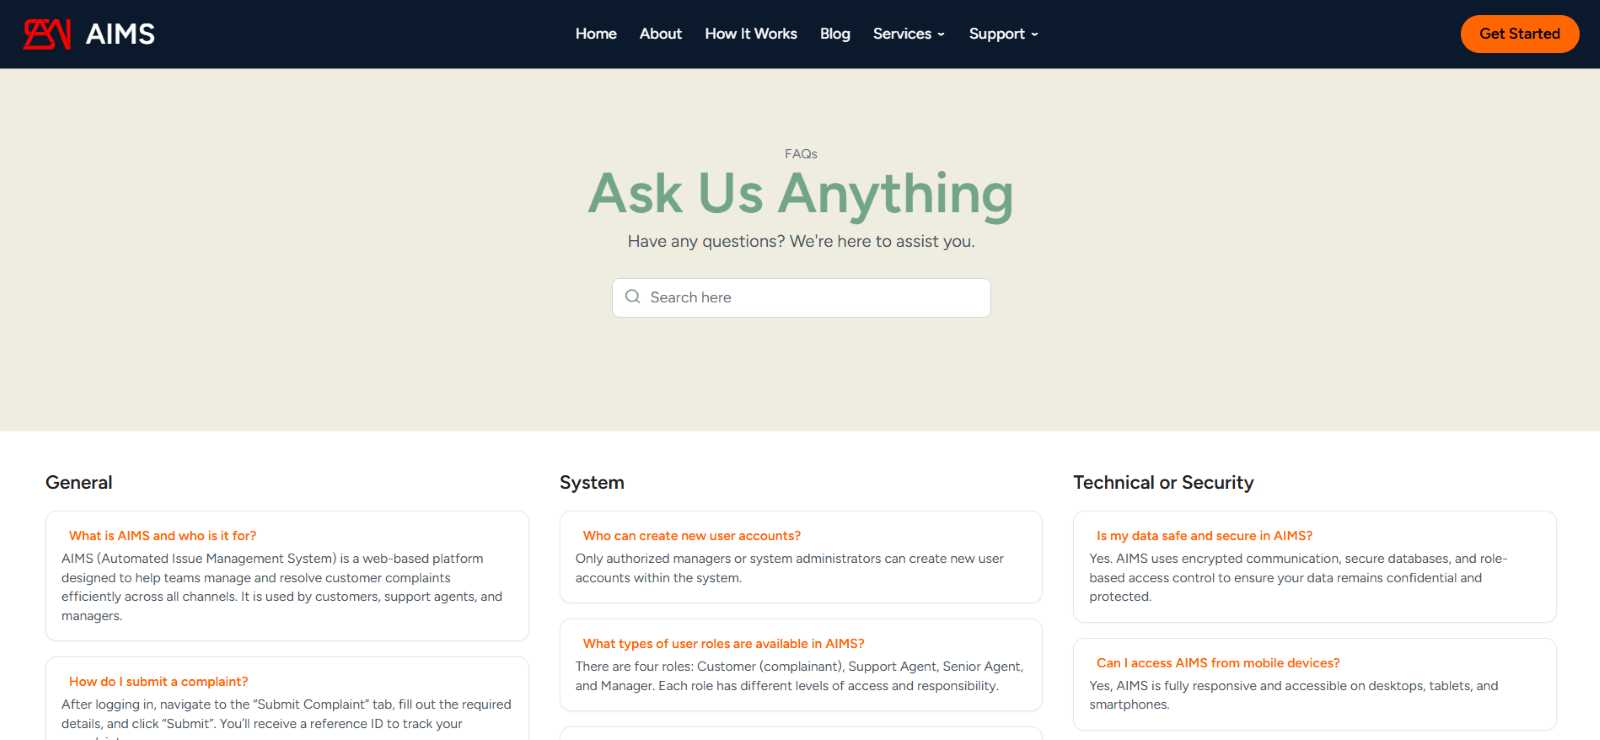 AIMS
Home About How It Works Blog Services Support
Get Started
FAQs
Ask Us Anything
Have any questions? We're here to assist you.
Search here
General
What is AIMS and who is it for?
AIMS (Automated Issue Management System) is a web-based platform
designed to help teams manage and resolve customer complaints
efficiently across all channels. It is used by customers, support agents, and
managers.
How do I submit a complaint?
After logging in, navigate to the “Submit Complaint” tab, fill out the required
details, and click “Submit”. You’ll receive a reference ID to track your
System
Who can create new user accounts?
Only authorized managers or system administrators can create new user
accounts within the system.
What types of user roles are available in AIMS?
There are four roles: Customer (complainant), Support Agent, Senior Agent,
and Manager. Each role has different levels of access and responsibility.
Technical or Security
Is my data safe and secure in AIMS?
Yes. AIMS uses encrypted communication, secure databases, and role-
based access control to ensure your data remains confidential and
protected.
Can I access AIMS from mobile devices?
Yes, AIMS is fully responsive and accessible on desktops, tablets, and
smartphones.